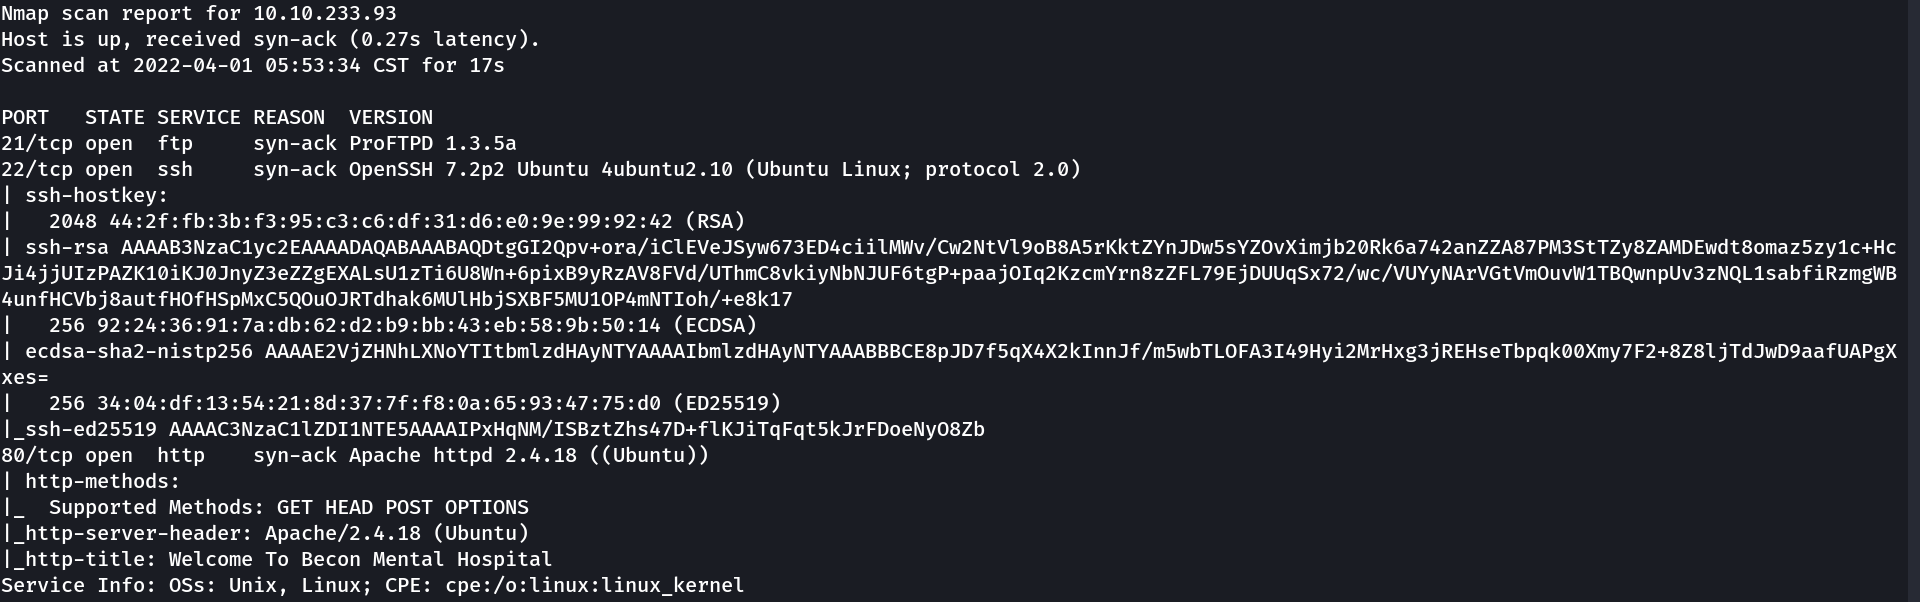 Nmap scan report for 10.10.233.93
Host is up, received syn-ack (0.27s latency).
Scanned at 2022-04-01 05:53:34 CST for 17s
PORT   STATE SERVICE REASON  VERSION
21/tcp open  ftp     syn-ack ProFTPD 1.3.5a
22/tcp open  ssh     syn-ack OpenSSH 7.2p2 Ubuntu 4ubuntu2.10 (Ubuntu Linux; protocol 2.0)
| ssh-hostkey:
|   2048 44:2f:fb:3b:f3:95:c3:c6:df:31:d6:e0:9e:99:92:42 (RSA)
| ssh-rsa AAAAB3NzaC1yc2EAAAADAQABAAABAQDtgGI2Qpv+ora/iClEVeJSyw673ED4ciilMWv/Cw2NtVl9oB8A5rKktZYnJDw5sYZOvXimjb20Rk6a742anZZA87PM3StTZy8ZAMDEwdt8omaz5zy1c+Hc
Ji4jjUIzPAZK10iKJ0JnyZ3eZZgEXALsU1zTi6U8Wn+6pixB9yRzAV8FVd/UThmC8vkiyNbNJUF6tgP+paajOIq2KzcmYrn8zZFL79EjDUUqSx72/wc/VUYyNArVGtVmOuvW1TBQwnpUv3zNQL1sabfiRzmgWB
4unfHCVbj8autfHOfHSpMxC5QOuOJRTdhak6MUlHbjSXBF5MU1OP4mNTIoh/+e8k17
|   256 92:24:36:91:7a:db:62:d2:b9:bb:43:eb:58:9b:50:14 (ECDSA)
| ecdsa-sha2-nistp256 AAAAE2VjZHNhLXNoYTItbmlzdHAyNTYAAAAIbmlzdHAyNTYAAABBBCE8pJD7f5qX4X2kInnJf/m5wbTLOFA3I49Hyi2MrHxg3jREHseTbpqk00Xmy7F2+8Z8ljTdJwD9aafUAPgX
xes=
|   256 34:04:df:13:54:21:8d:37:7f:f8:0a:65:93:47:75:d0 (ED25519)
|_ssh-ed25519 AAAAC3NzaC1lZDI1NTE5AAAAIPxHqNM/ISBztZhs47D+flKJiTqFqt5kJrFDoeNyO8Zb
80/tcp open  http    syn-ack Apache httpd 2.4.18 ((Ubuntu))
| http-methods:
|_  Supported Methods: GET HEAD POST OPTIONS
|_http-server-header: Apache/2.4.18 (Ubuntu)
|_http-title: Welcome To Becon Mental Hospital
Service Info: OSs: Unix, Linux; CPE: cpe:/o:linux:linux_kernel